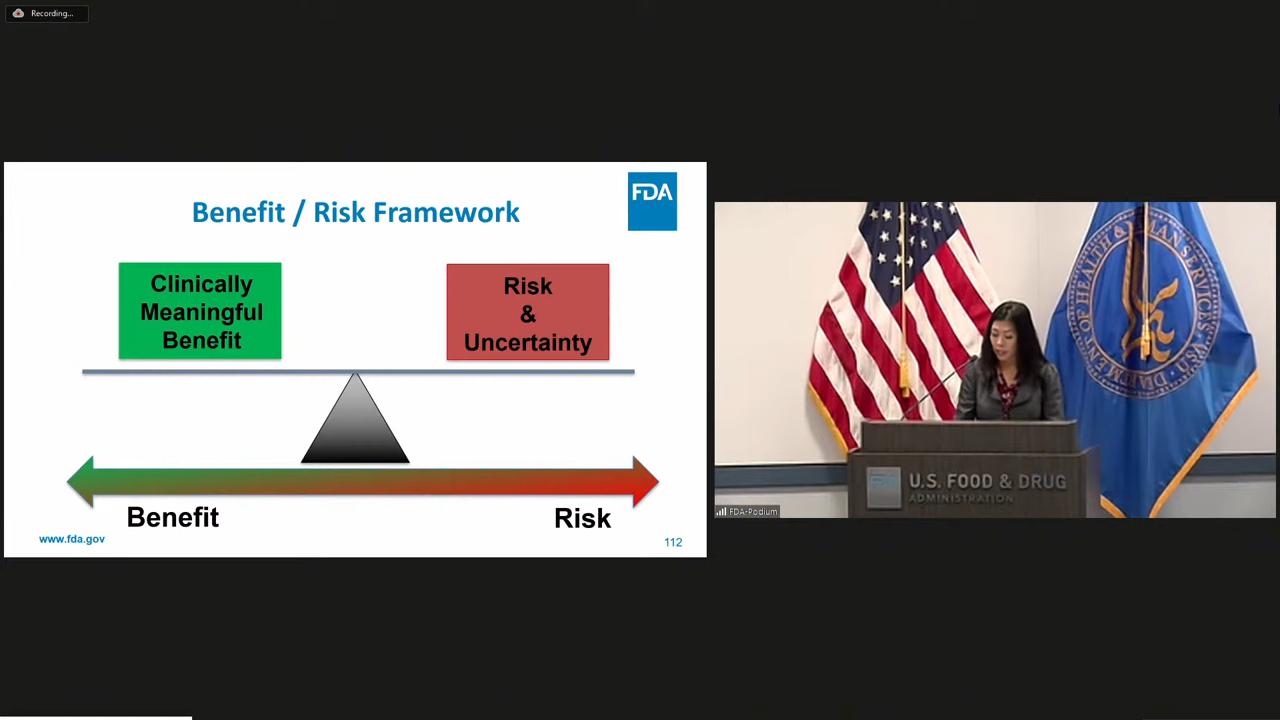 Recording...
FDA
Benefit / Risk Framework
Clinically
Meaningful
Benefit
Risk
&
Uncertainty
Benefit
Risk
www.fda.gov
112
U.S. FOOD & DRUG
ADMINISTRATION
FDA-Podium